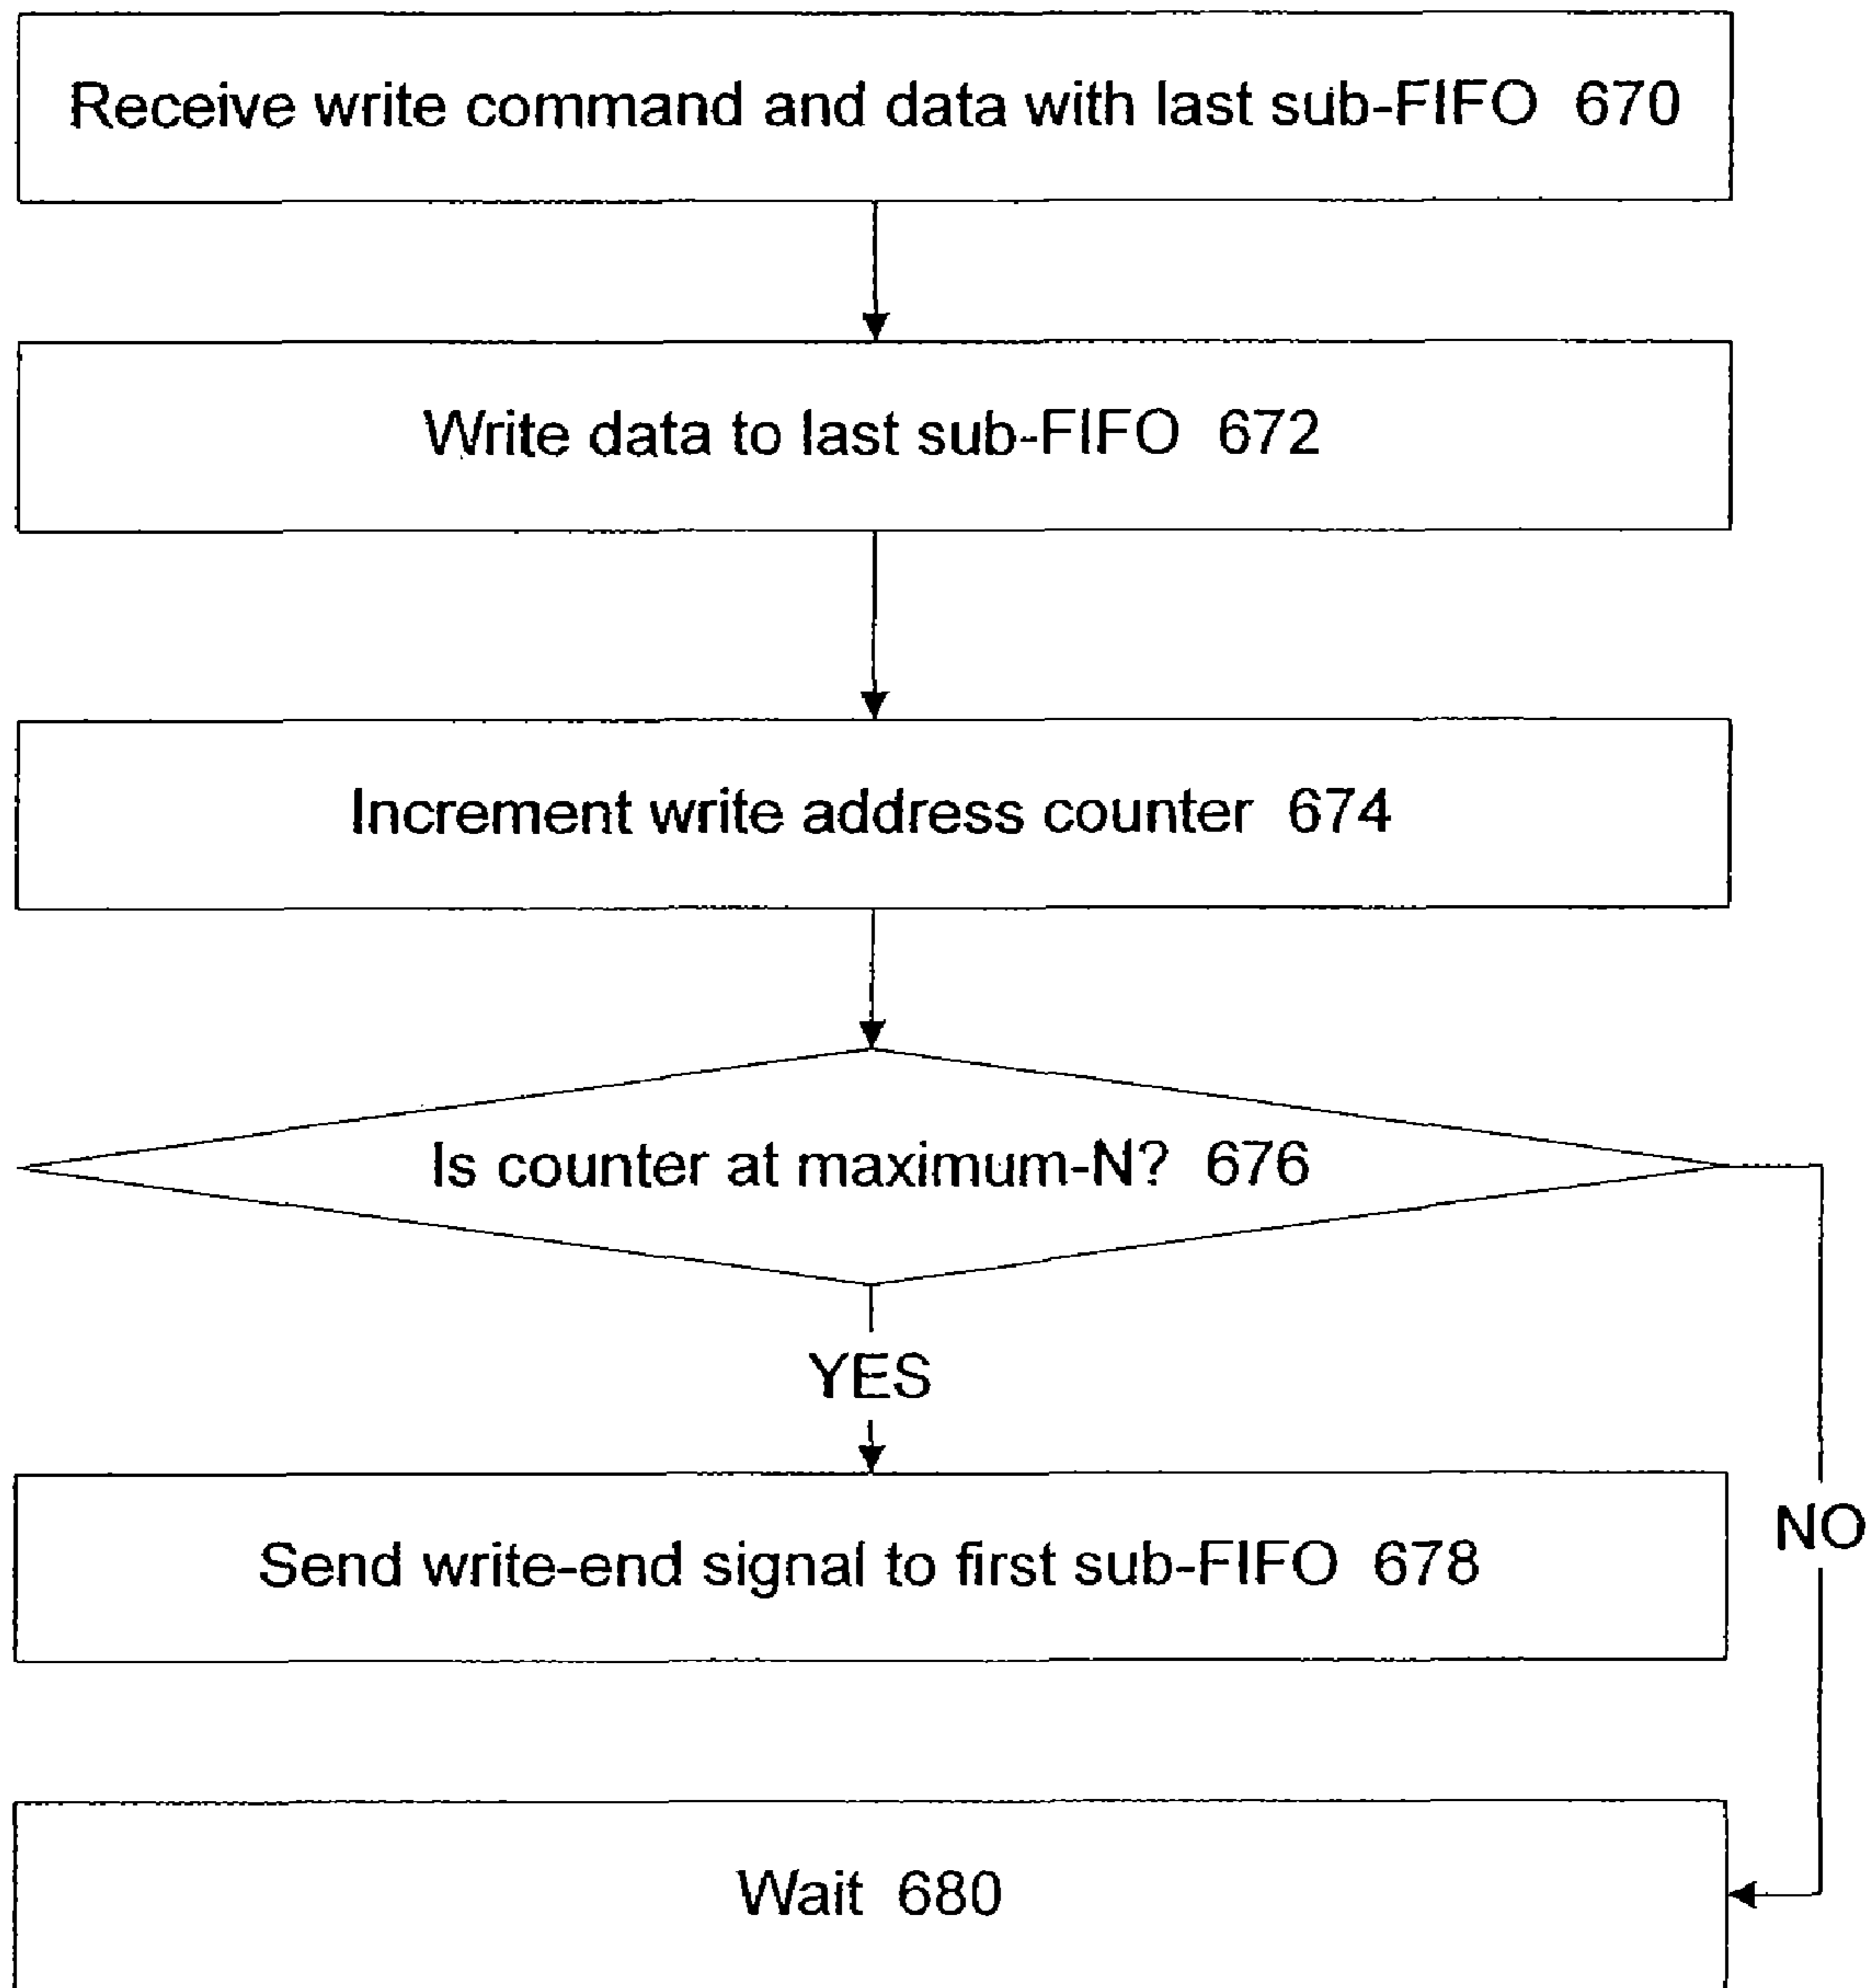 Receive write command and data with last sub-FIFO 670
Write data to last sub-FIFO 672
Increment write address counter 674
Is counter at maximum-N? 676
YES
Send write-end signal to first sub-FIFO 678
NO
Wait 680